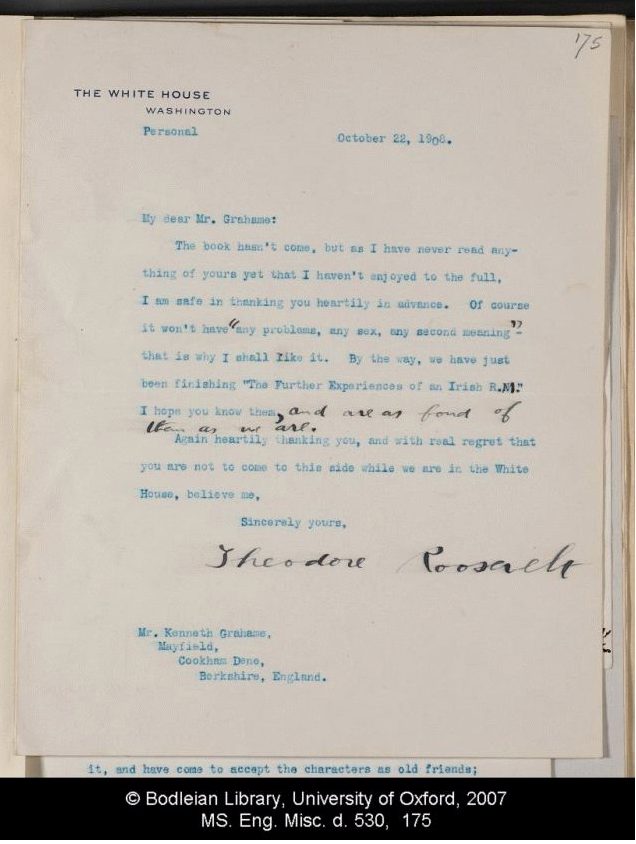 175
THE WHITE HOUSE
WASHINGTON
Personal
October 22, 1908.
My dear Mr. Grahame:
The book hasn't come, but as I have never read any-
thing of yours yet that I haven't enjoyed to the full,
I am safe in thanking you heartily in advance. Of course
it won't have "any problems, any sex, any second meaning"-
that is why I shall like it. By the way, we have just
been finishing "The Further Experiences of an Irish R.M."
I hope you know them, and are as fond of
them as we are.
Again heartily thanking you, and with real regret that
you are not to come to this side while we are in the White
House, believe me,
Sincerely yours,
Theodore Roosevelt
Mr. Kenneth Grahame,
Mayfield,
Cookham Dene,
Berkshire, England.
it, and have come to accept the characters as old friends;
© Bodleian Library, University of Oxford, 2007
MS. Eng. Misc. d. 530, 175